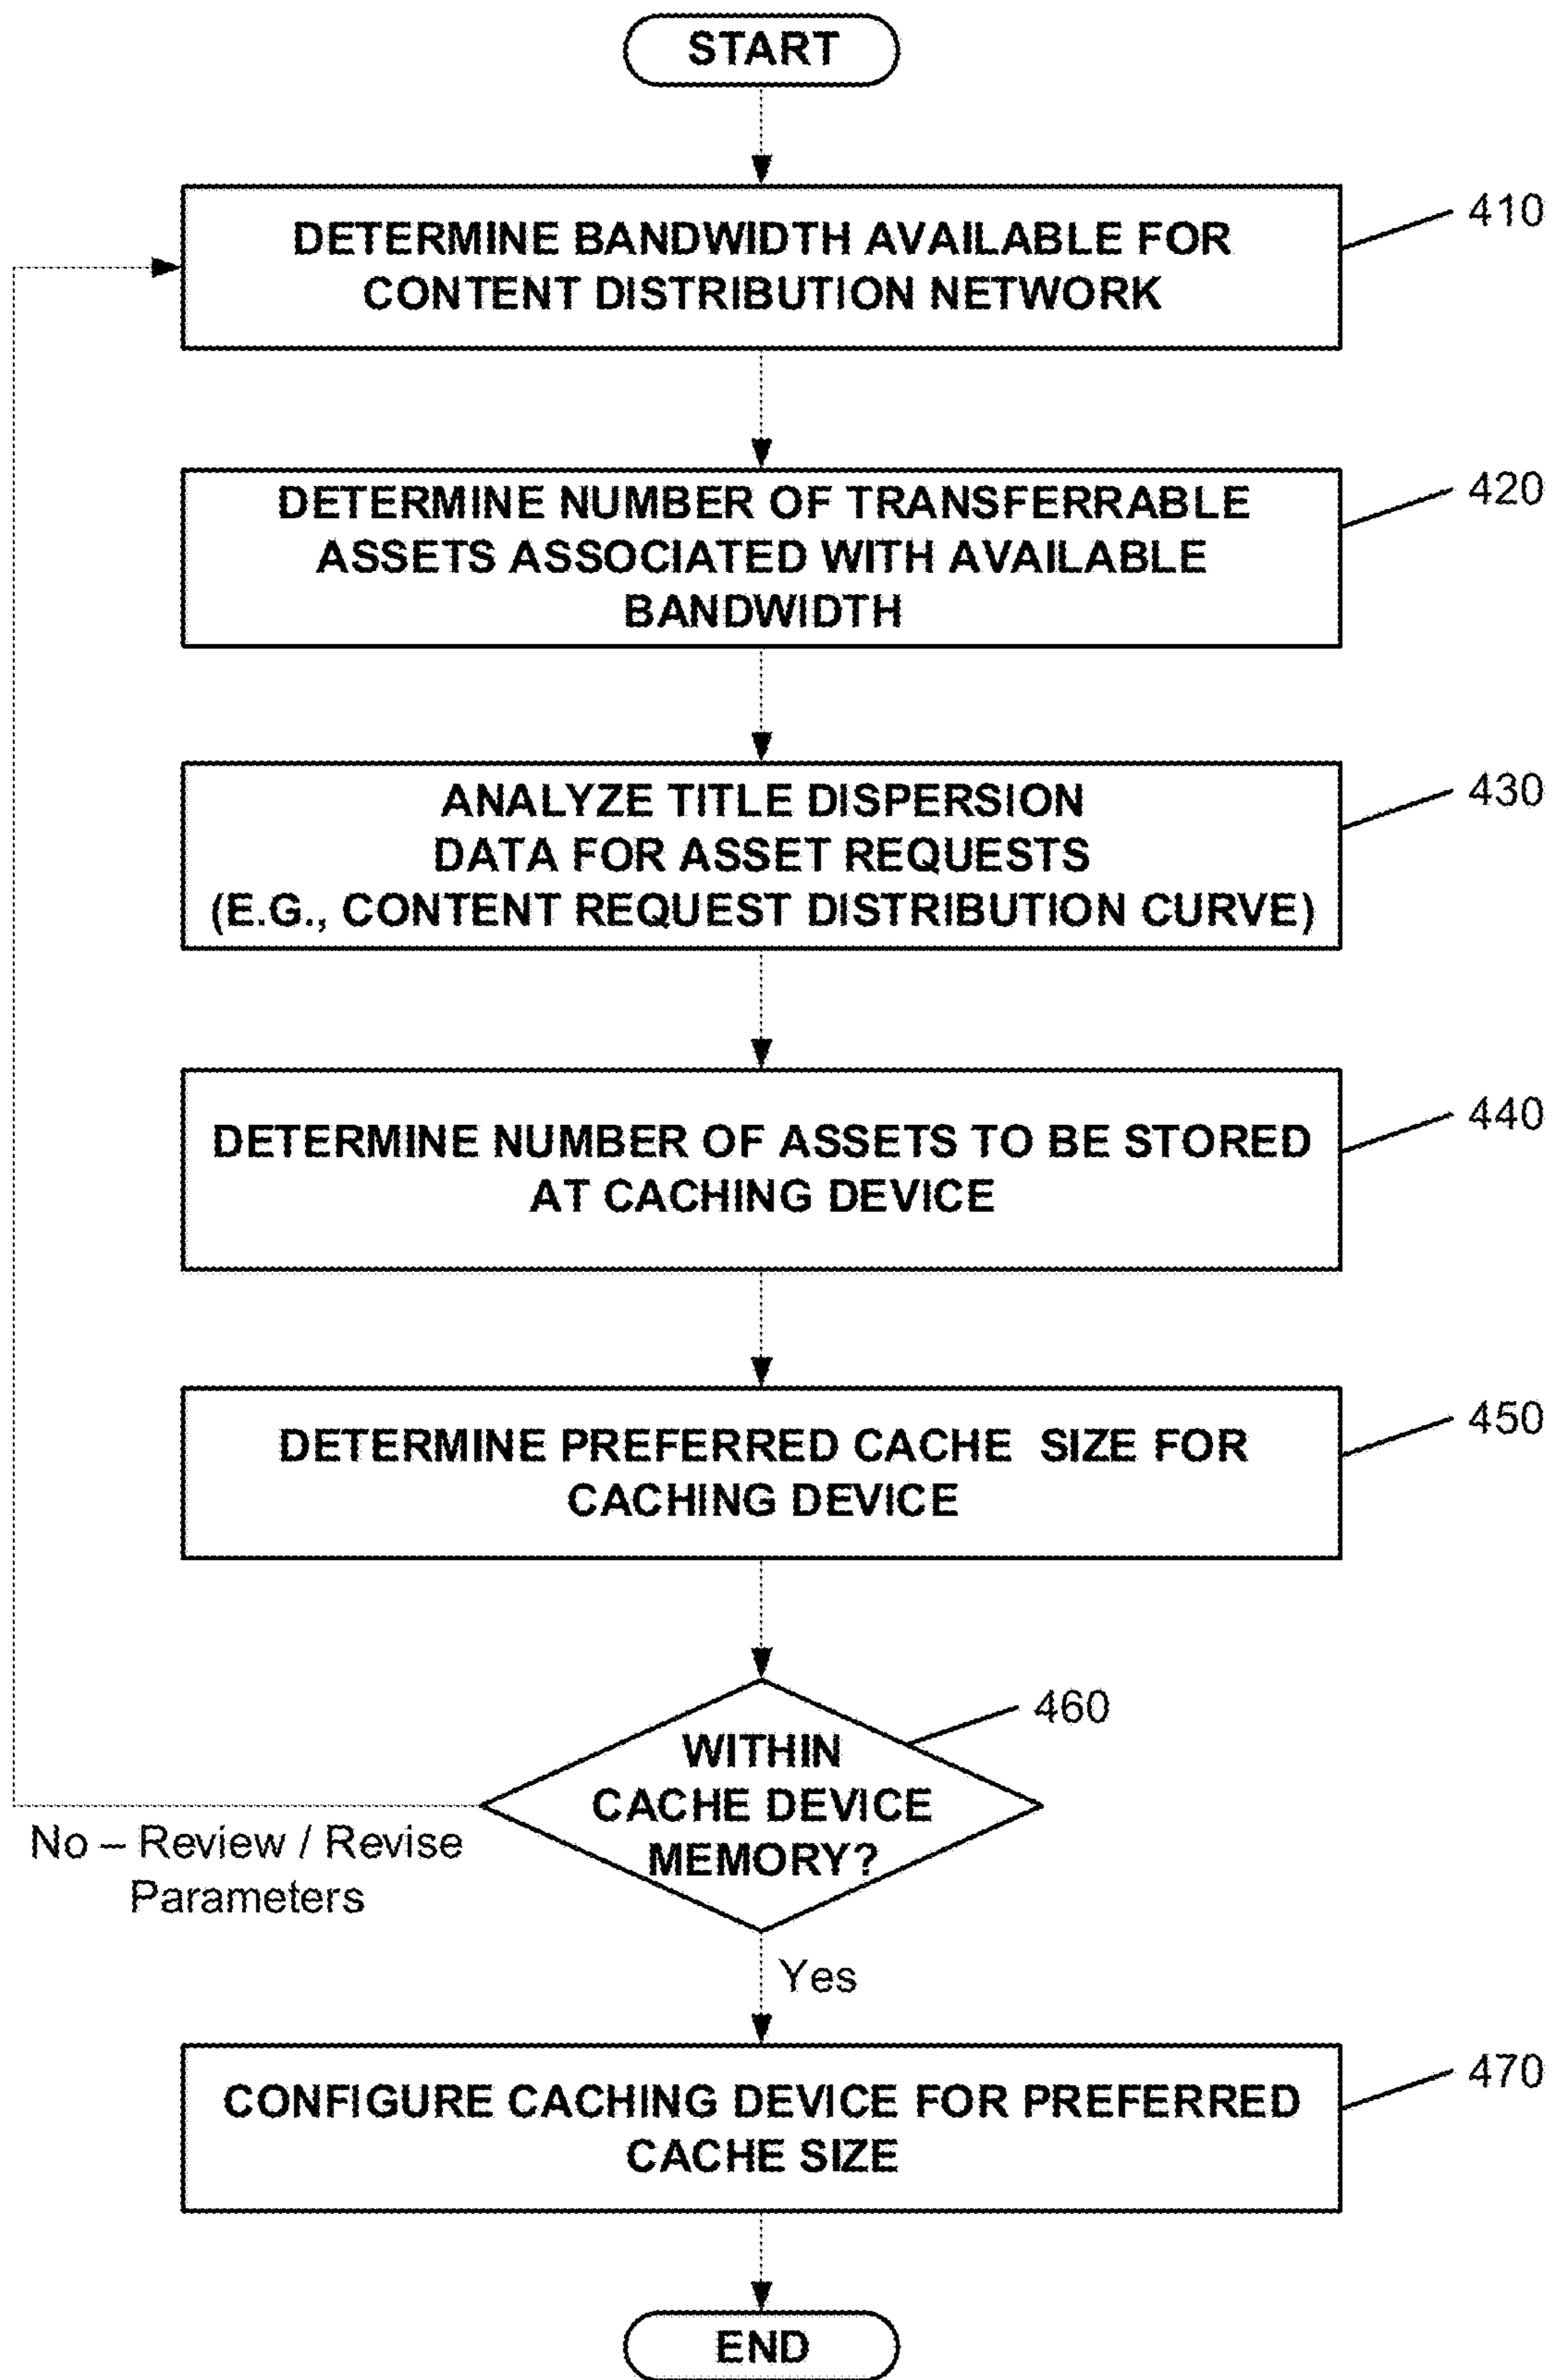 START
DETERMINE BANDWIDTH AVAILABLE FOR
CONTENT DISTRIBUTION NETWORK
410
DETERMINE NUMBER OF TRANSFERRABLE
ASSETS ASSOCIATED WITH AVAILABLE
BANDWIDTH
420
ANALYZE TITLE DISPERSION
DATA FOR ASSET REQUESTS
(E.G., CONTENT REQUEST DISTRIBUTION CURVE)
430
DETERMINE NUMBER OF ASSETS TO BE STORED
AT CACHING DEVICE
440
DETERMINE PREFERRED CACHE SIZE FOR
CACHING DEVICE
450
WITHIN
CACHE DEVICE
MEMORY?
460
No – Review / Revise
Parameters
Yes
CONFIGURE CACHING DEVICE FOR PREFERRED
CACHE SIZE
470
END